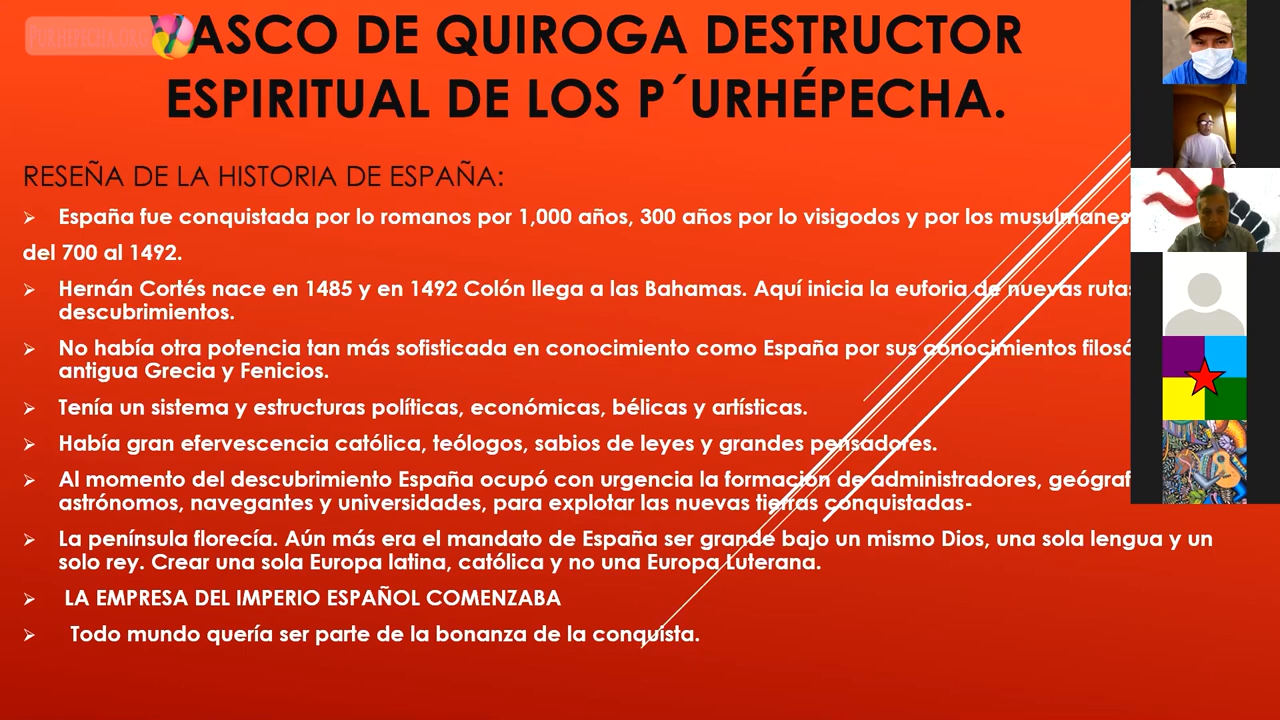 PURHEPECHA.ORG
VASCO DE QUIROGA DESTRUCTOR
ESPIRITUAL DE LOS P´URHÉPECHA.
RESEÑA DE LA HISTORIA DE ESPAÑA:
España fue conquistada por lo romanos por 1,000 años, 300 años por lo visigodos y por los musulmanes
del 700 al 1492.
Hernán Cortés nace en 1485 y en 1492 Colón llega a las Bahamas. Aquí inicia la euforia de nuevas rutas
descubrimientos.
No había otra potencia tan más sofisticada en conocimiento como España por sus conocimientos
antigua Grecia y Fenicios.
Tenía un sistema y estructuras políticas, económicas, bélicas y artísticas.
Había gran efervescencia católica, teólogos, sabios de leyes y grandes pensadores.
Al momento del descubrimiento España ocupó con urgencia la formación de administradores,
astrónomos, navegantes y universidades, para explotar las nuevas tierras conquistadas-
La península florecía. Aún más era el mandato de España ser grande bajo un mismo Dios, una sola lengua y un
solo rey. Crear una sola Europa latina, católica y no una Europa Luterana.
LA EMPRESA DEL IMPERIO ESPAÑOL COMENZABA
Todo mundo quería ser parte de la bonanza de la conquista.